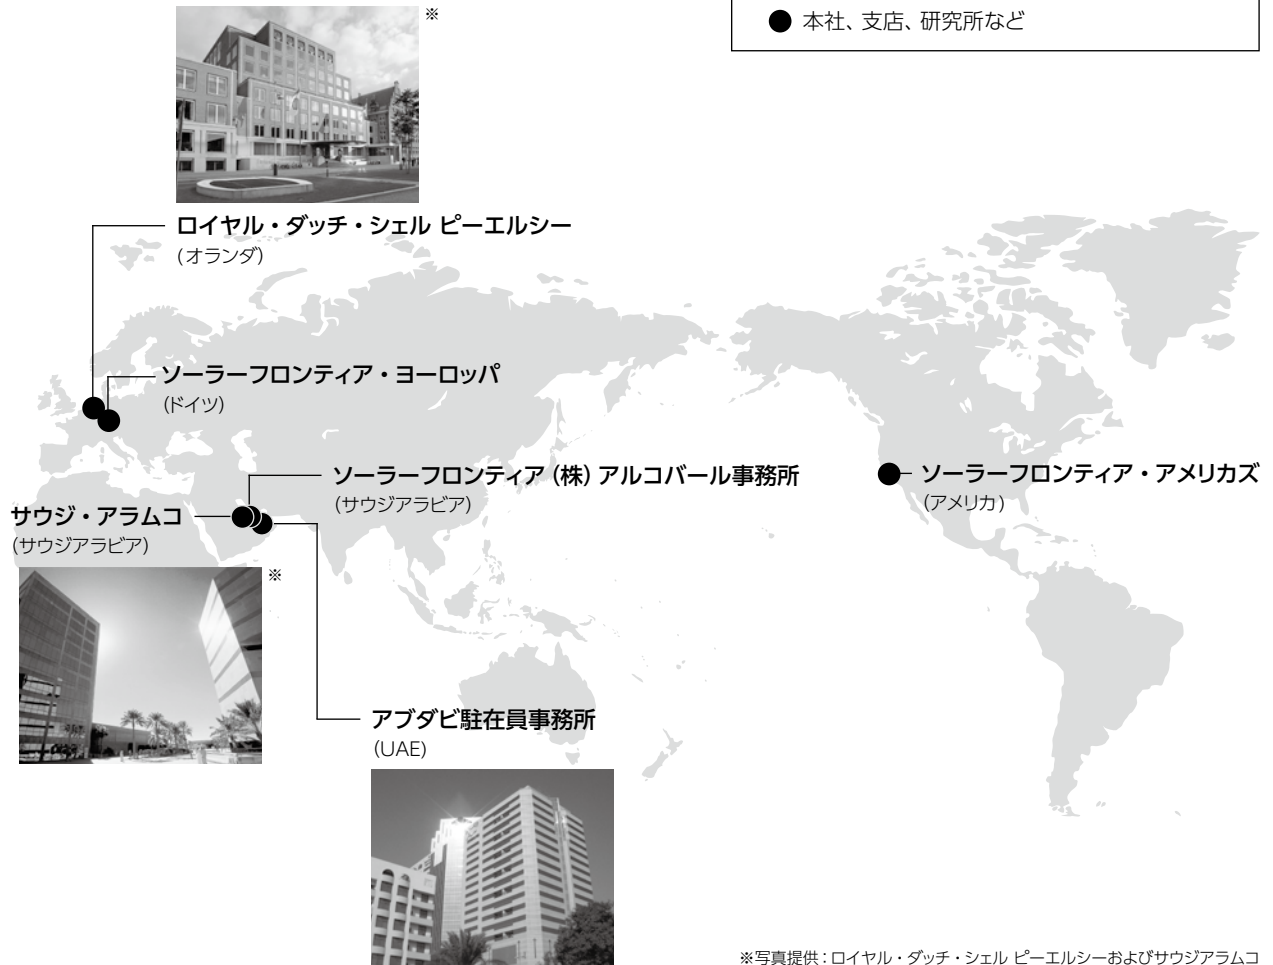 ● 本社、支店、研究所など
※
ロイヤル・ダッチ・シェル ピーエルシー
(オランダ)
ソーラーフロンティア・ヨーロッパ
(ドイツ)
ソーラーフロンティア(株)アルコバール事務所
(サウジアラビア)
ソーラーフロンティア・アメリカズ
(アメリカ)
サウジ・アラムコ
(サウジアラビア)
※
アブダビ駐在員事務所
(UAE)
※写真提供:ロイヤル・ダッチ・シェル ピーエルシーおよびサウジアラムコ